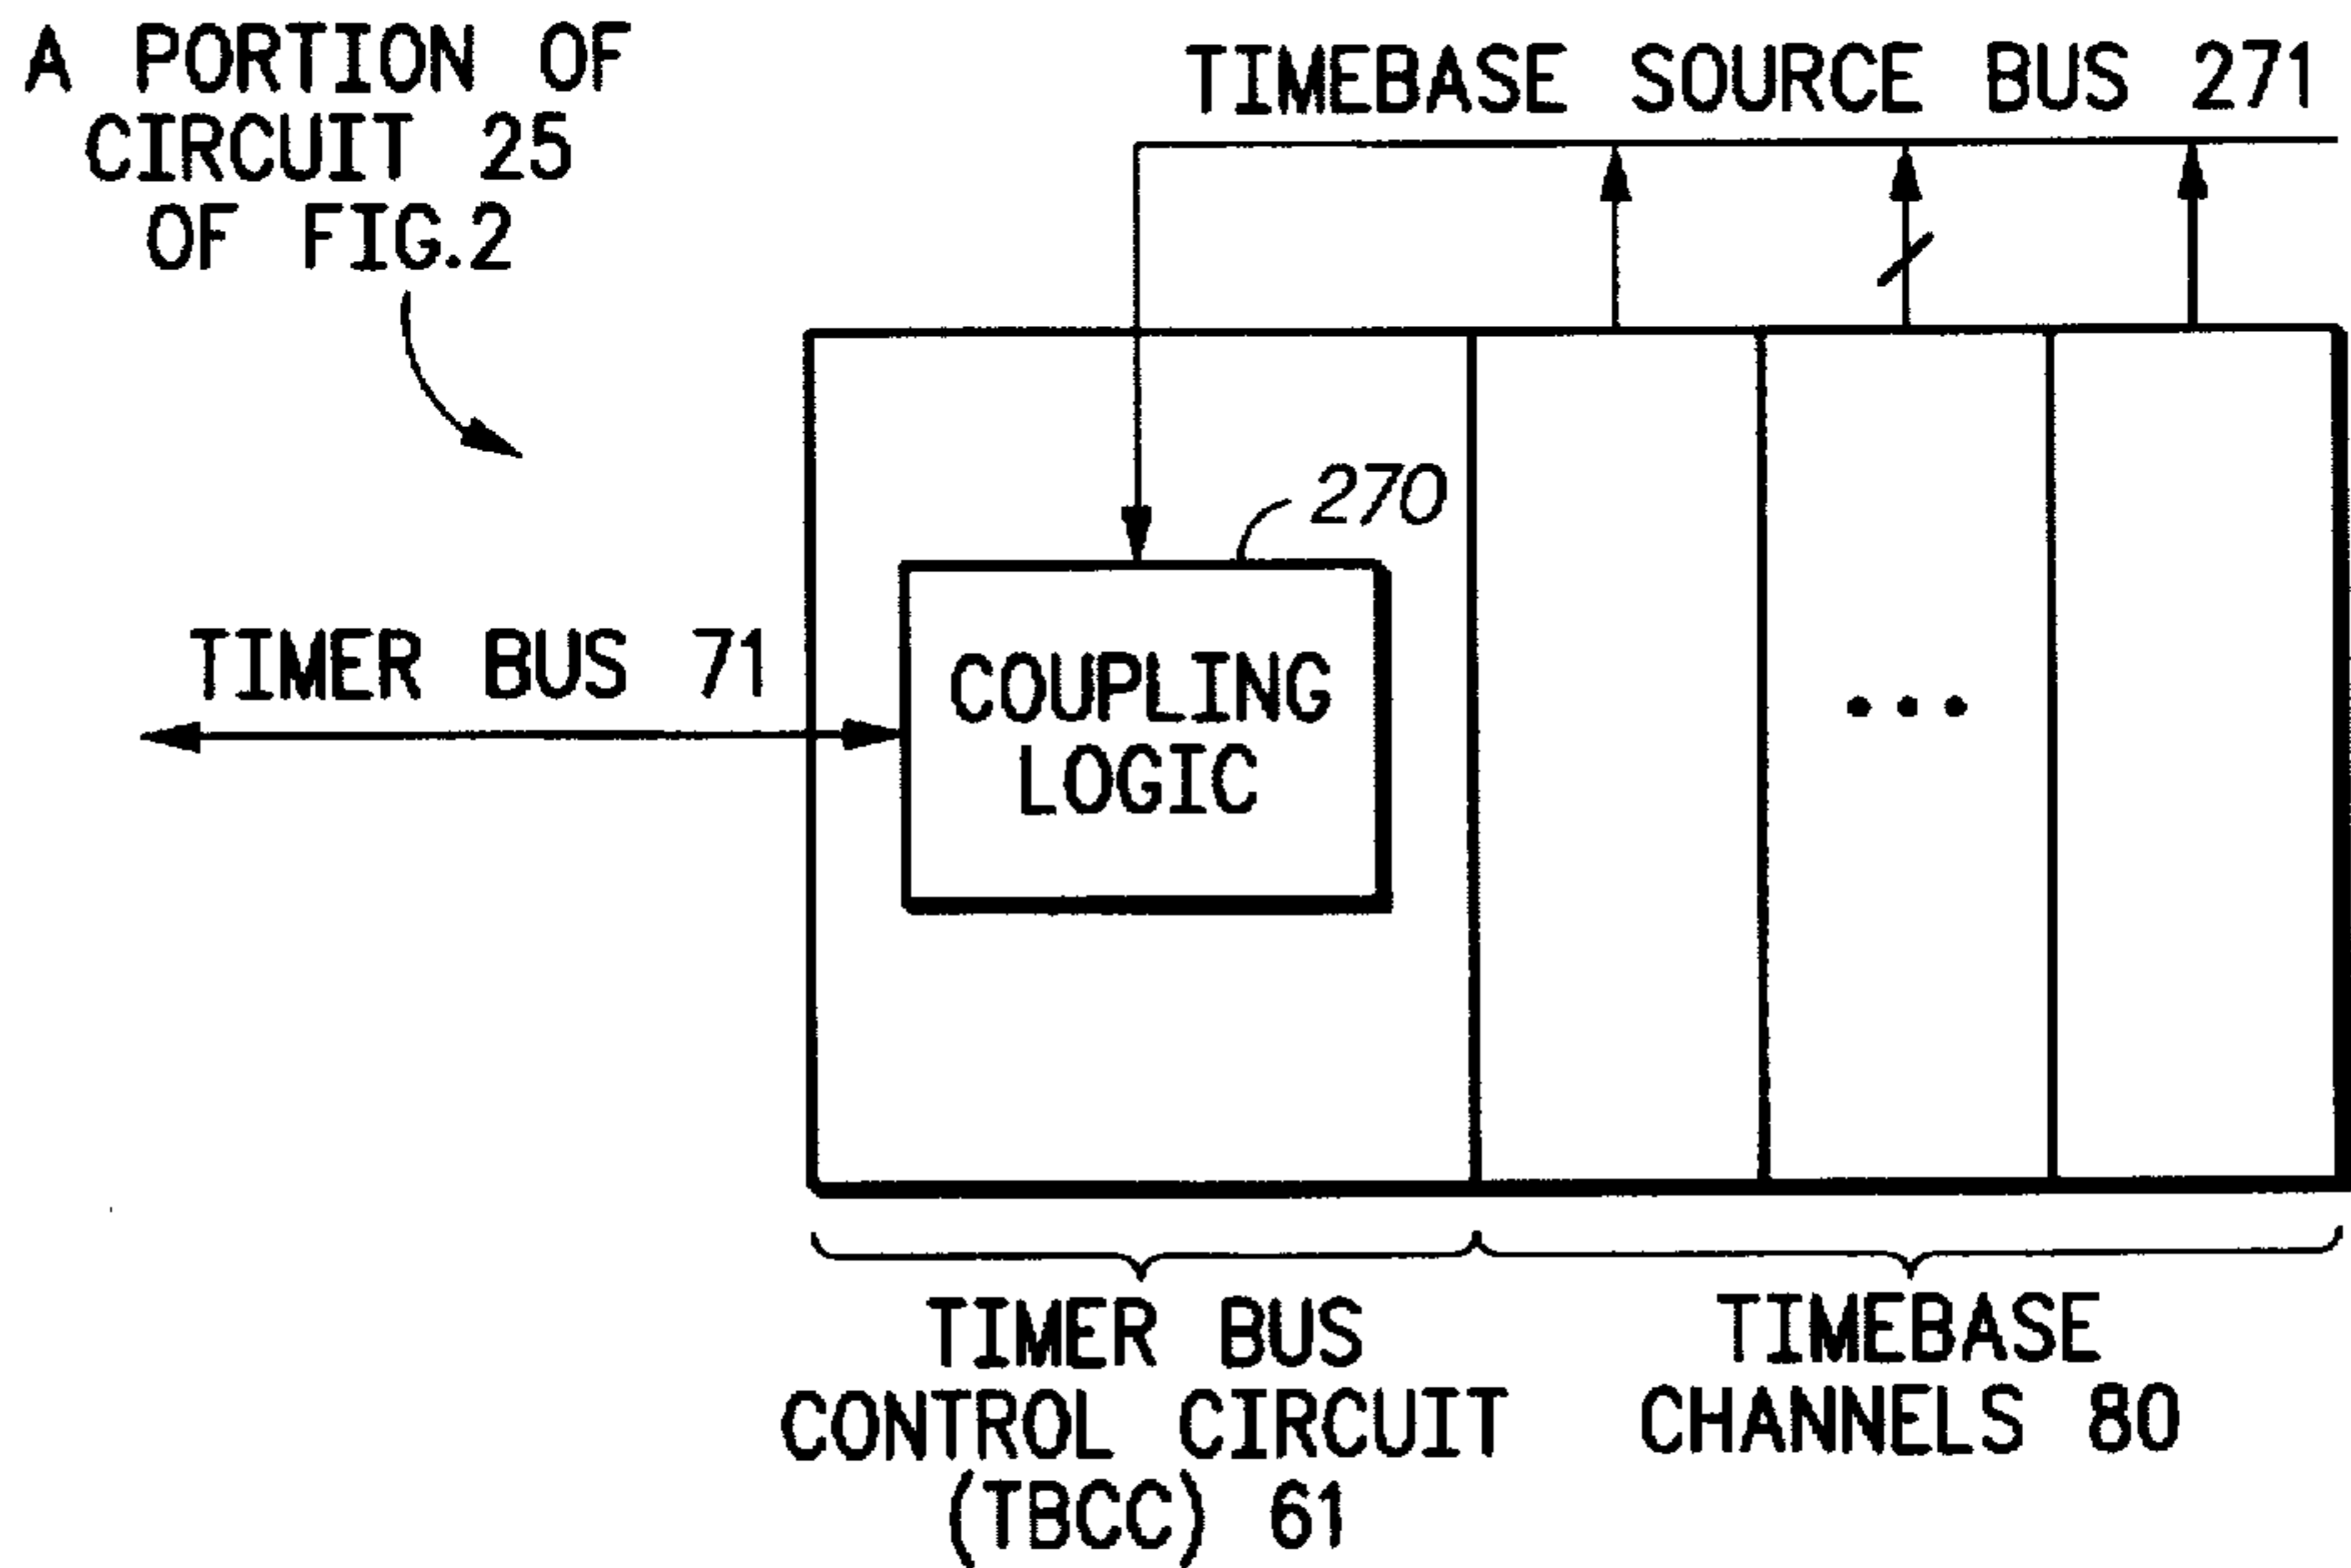 A PORTION OF
CIRCUIT 25
OF FIG.2
TIMEBASE SOURCE BUS 271
270
TIMER BUS 71
COUPLING
LOGIC
TIMER BUS
CONTROL CIRCUIT
(TBCC) 61
TIMEBASE
CHANNELS 80